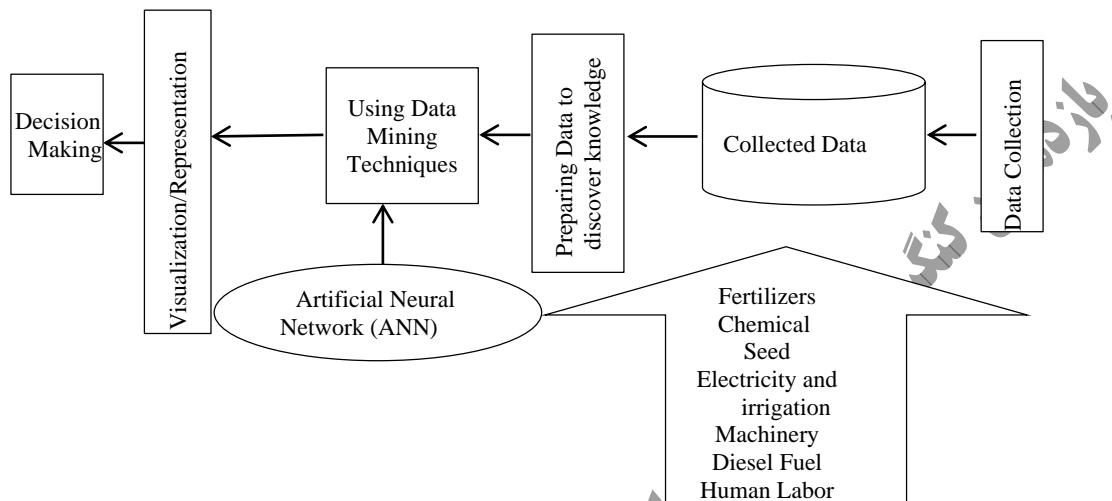 Decision
Making
Visualization/Representation
Using Data
Mining
Techniques
Preparing Data to
discover knowledge
Collected Data
Data Collection
Artificial Neural
Network (ANN)
Fertilizers
Chemical
Seed
Electricity and
irrigation
Machinery
Diesel Fuel
Human Labor